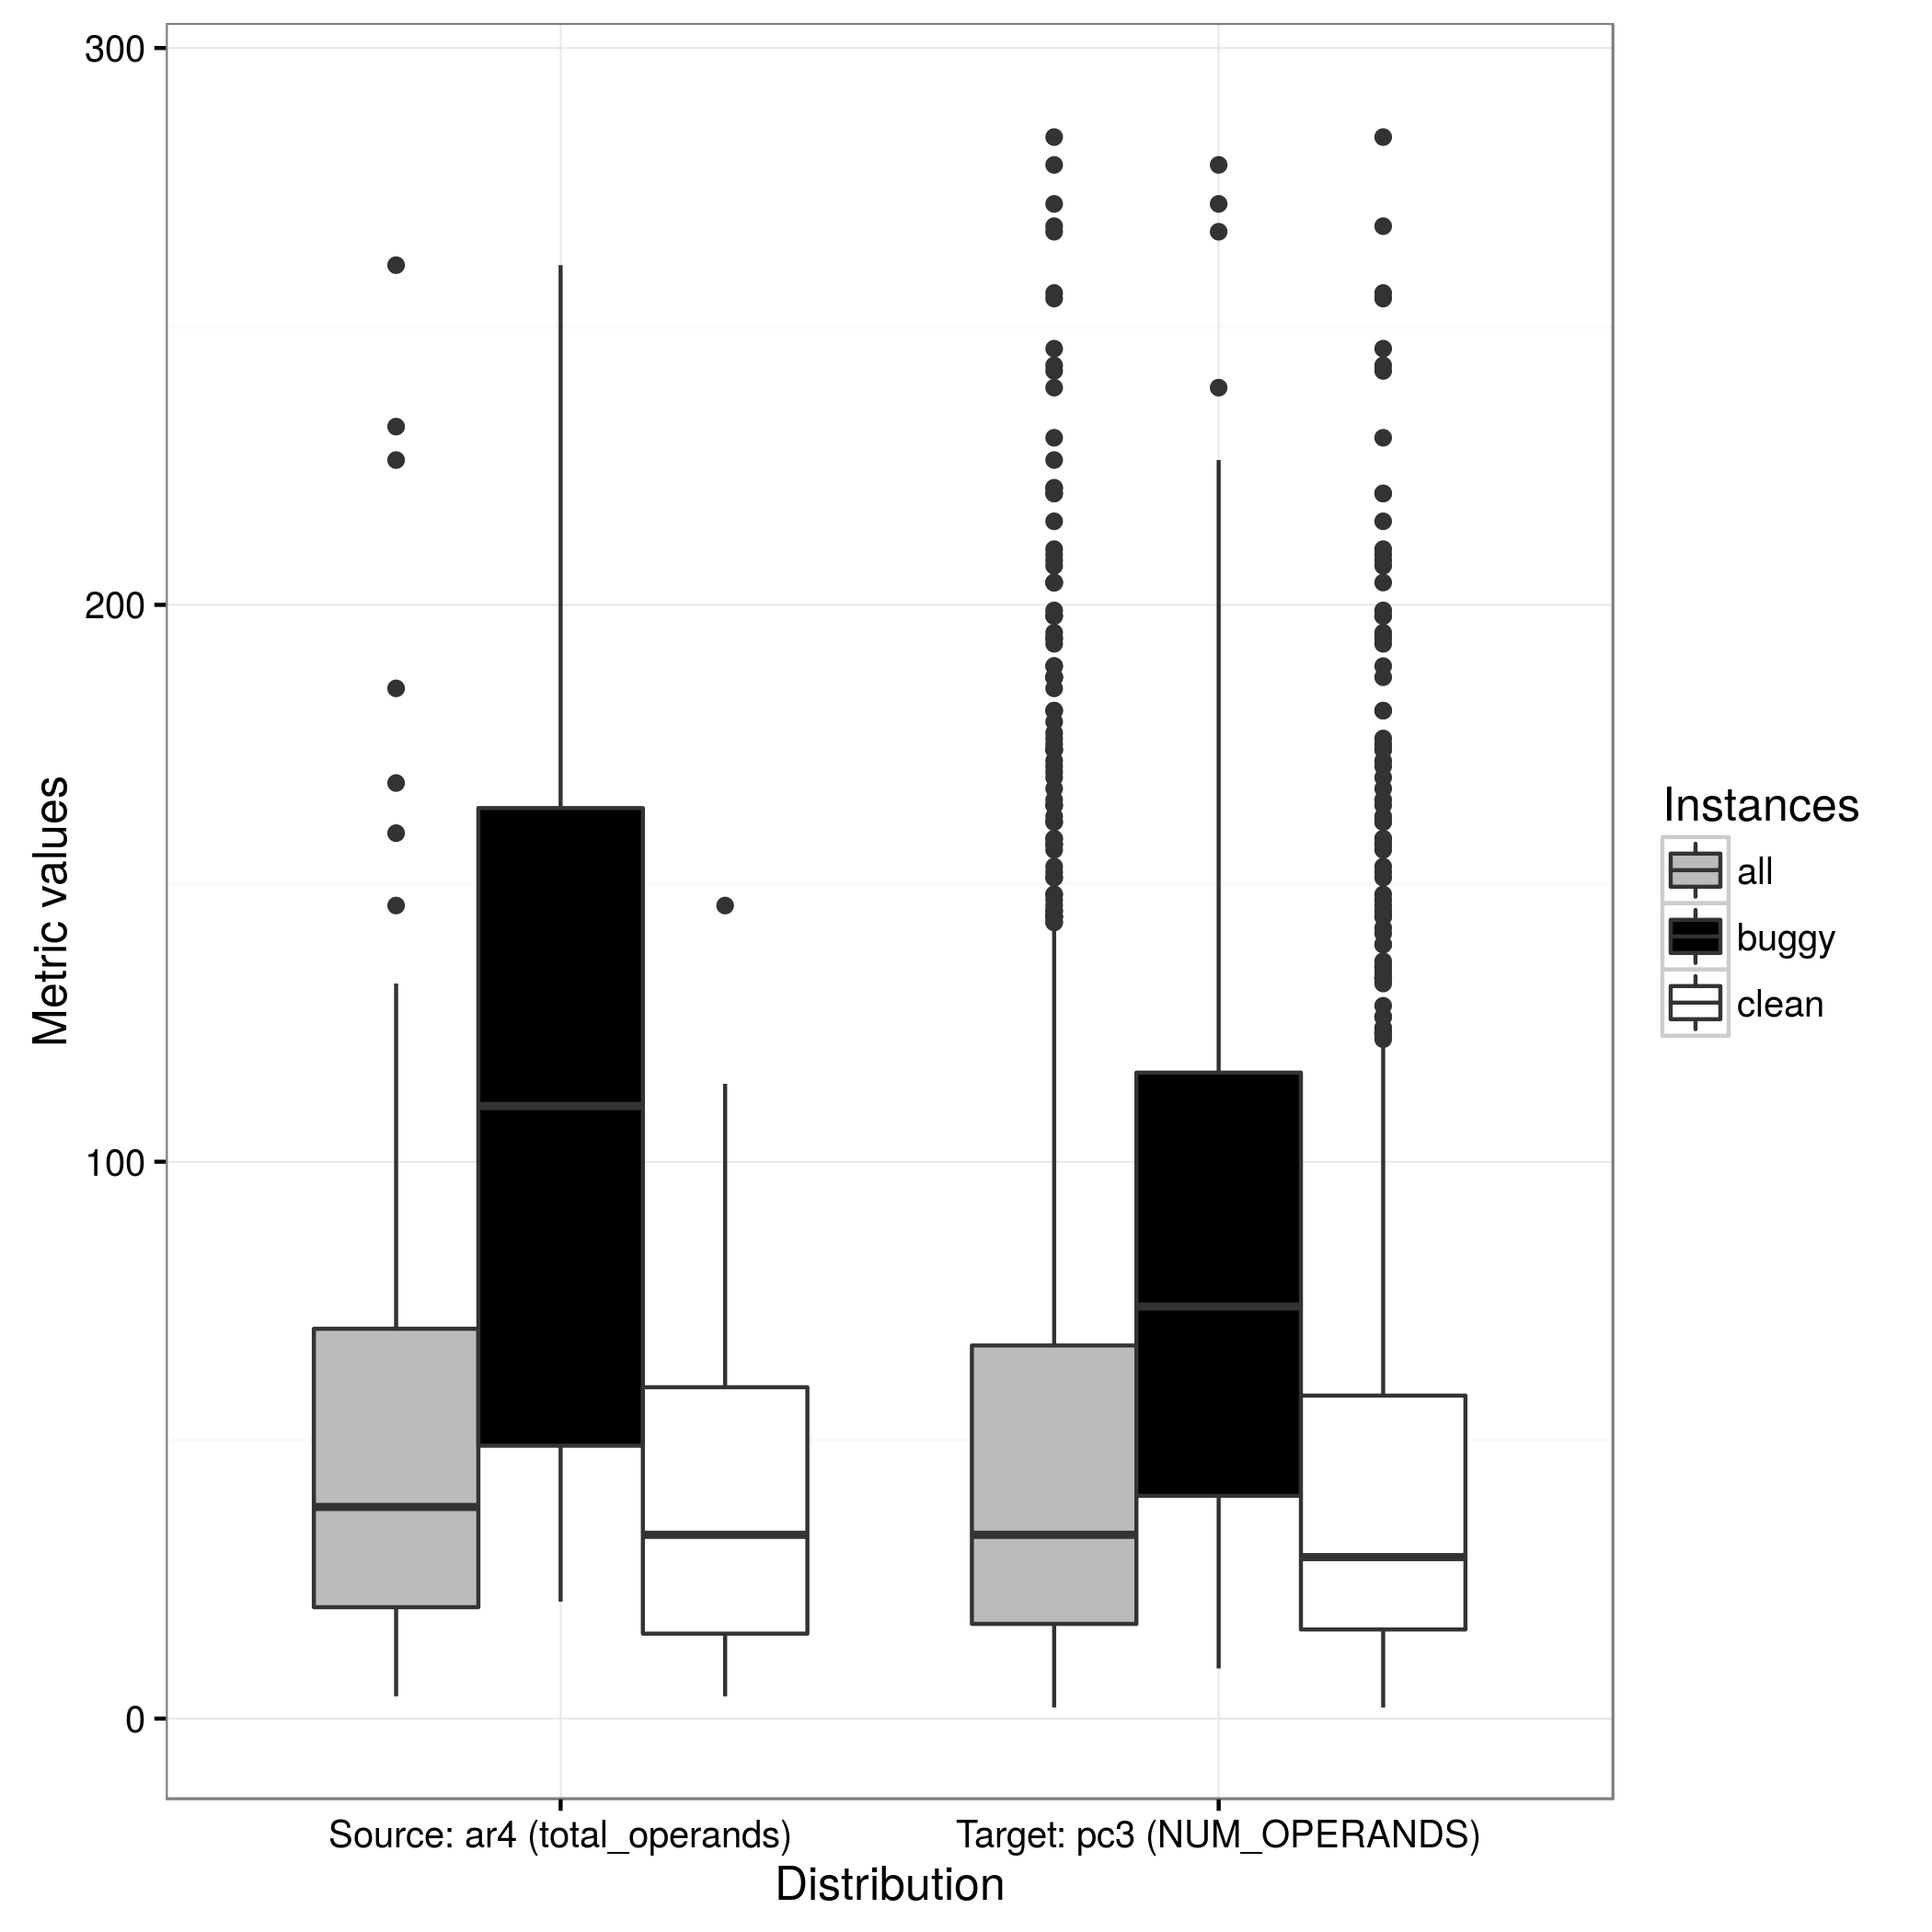 300
200
100
0
Metric values
Source: ar4 (total_operands)
Target: pc3 (NUM_OPERANDS)
Distribution
Instances
all
buggy
clean